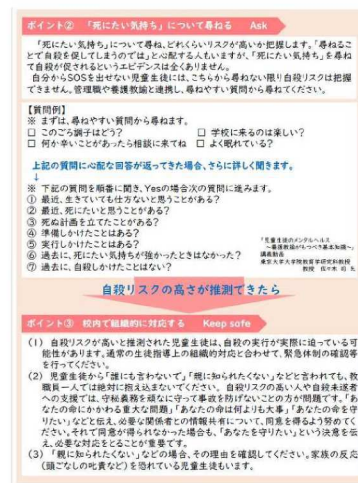 ポイント② 「死にたい気持ち」について尋ねる Ask
「死にたい気持ち」について尋ね、どれくらいリスクが高いか把握します。「尋ねるこ
とで自殺を促してしまうのでは」と心配する人もいますが、「死にたい気持ち」を尋ね
て自殺が促されるというエビデンスは全くありません。
自分からSOSを出せない児童生徒には、こちらから尋ねない限り自殺リスクは把握
できません。管理職や養護教諭と連携し、尋ねやすい質問から尋ねてください。
【質問例】
※ まずは、尋ねやすい質問から尋ねます。
□ このごろ調子はどう? □ 学校に来るのは楽しい?
□ 何か辛いことがあったら相談に来てね □ よく眠れている?
上記の質問に心配な回答が返ってきた場合、さらに詳しく聞きます。
↓
※ 下記の質問を順番に聞き、Yesの場合次の質問に進みます。
① 最近、生きていても仕方ないと思うことがある?
② 最近、死にたいと思うことがある?
③ 死ぬ計画を立てたことがある?
④ 準備しかけたことはある?
⑤ 実行しかけたことはある?
⑥ 過去に、死にたい気持ちが強かったときはなかった?
⑦ 過去に、自殺しかけたことはない?
「児童生徒のメンタルヘルス
~養護教諭がもつべき基本知識~」
講義動画
東京大学大学院教育学研究科教授
教授 佐々木 司 氏
自殺リスクの高さが推測できたら
ポイント③ 校内で組織的に対応する Keep safe
(1) 自殺リスクが高いと推測された児童生徒は、自殺の実行が実際に迫っている可
能性があります。通常の生徒指導上の組織的対応と合わせて、緊急体制の確認等
を行ってください。
(2) 児童生徒から「誰にも言わないで」「親に知られたくない」などと言われても、教
職員一人では絶対に抱え込まないでください。 自殺リスクの高い人や自殺未遂者
への支援では、守秘義務を頑なに守って事故を防げないことの方が問題です。「あ
なたの命にかかわる重大な問題」「あなたの命は何よりも大事」「あなたの命を守
りたい」などと伝え、必要な関係者との情報共有について、同意を得るよう努めてく
ださい。それで同意が得られなかった場合も、「あなたを守りたい」という決意を伝
え、必要な対応をとることが重要です。
(3) 「親に知られたくない」などの場合、その理由を確認してください。家族の反応
(頭ごなしの叱責など)を恐れている児童生徒もいます。